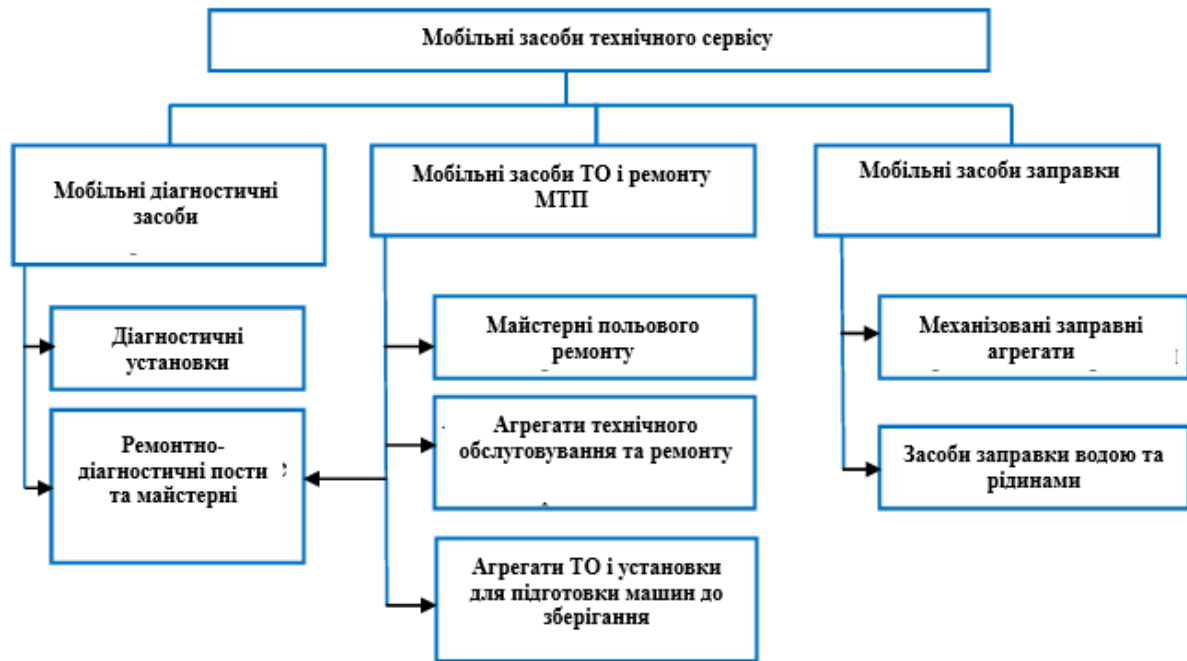 Мобільні засоби технічного сервісу
Мобільні діагностичні
засоби
Мобільні засоби ТО і ремонту
МТП
Мобільні засоби заправки
Діагностичні
установки
Ремонтно-
діагностичні пости
та майстерні
Майстерні польового
ремонту
Агрегати технічного
обслуговування та ремонту
Агрегати ТО і установки
для підготовки машин до
зберігання
Механізовані заправні
агрегати
Засоби заправки водою та
рідинами